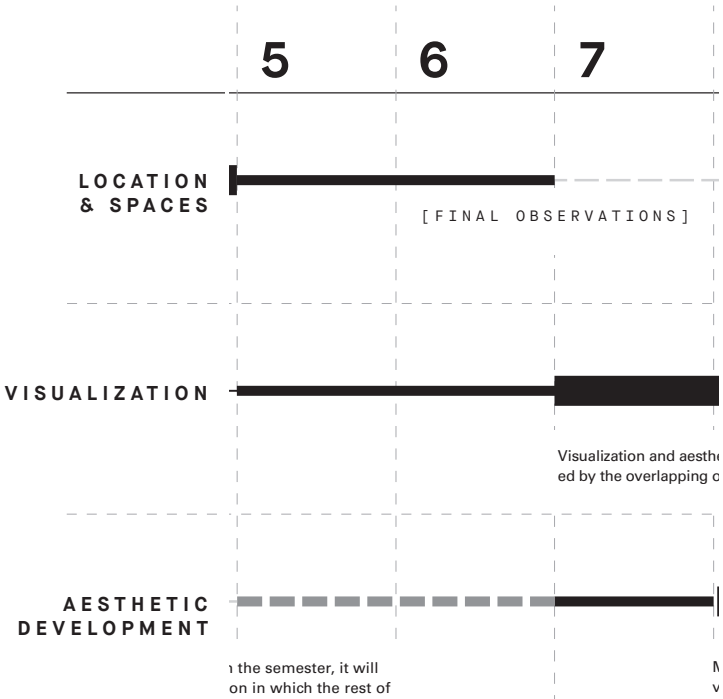 5 6 7
LOCATION
& SPACES
[FINAL OBSERVATIONS]
VISUALIZATION
Visualization and
ed by the overlapping
AESTHETIC
DEVELOPMENT
the semester, it will
on in which the rest of